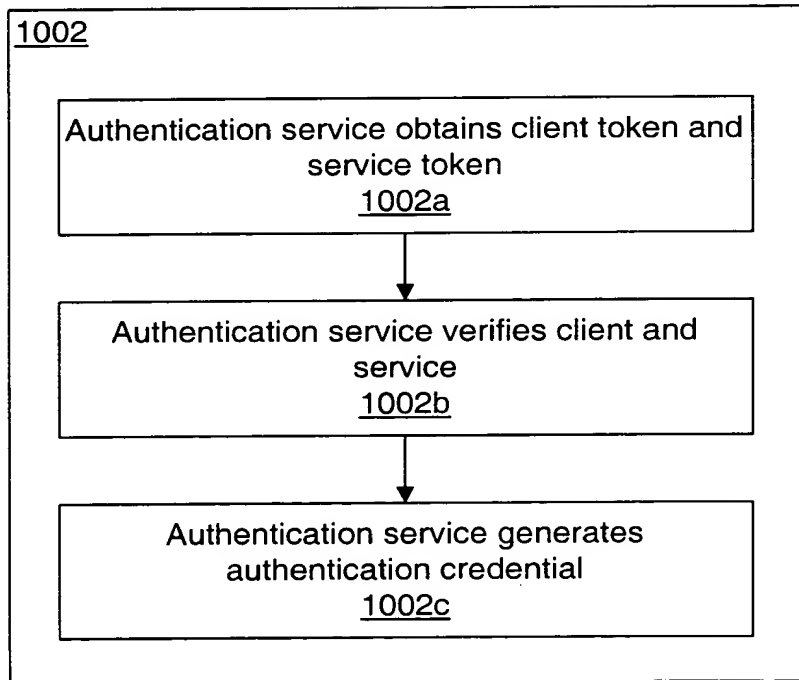 1002
Authentication service obtains client token and
service token
1002a
Authentication service verifies client and
service
1002b
Authentication service generates
authentication credential
1002c